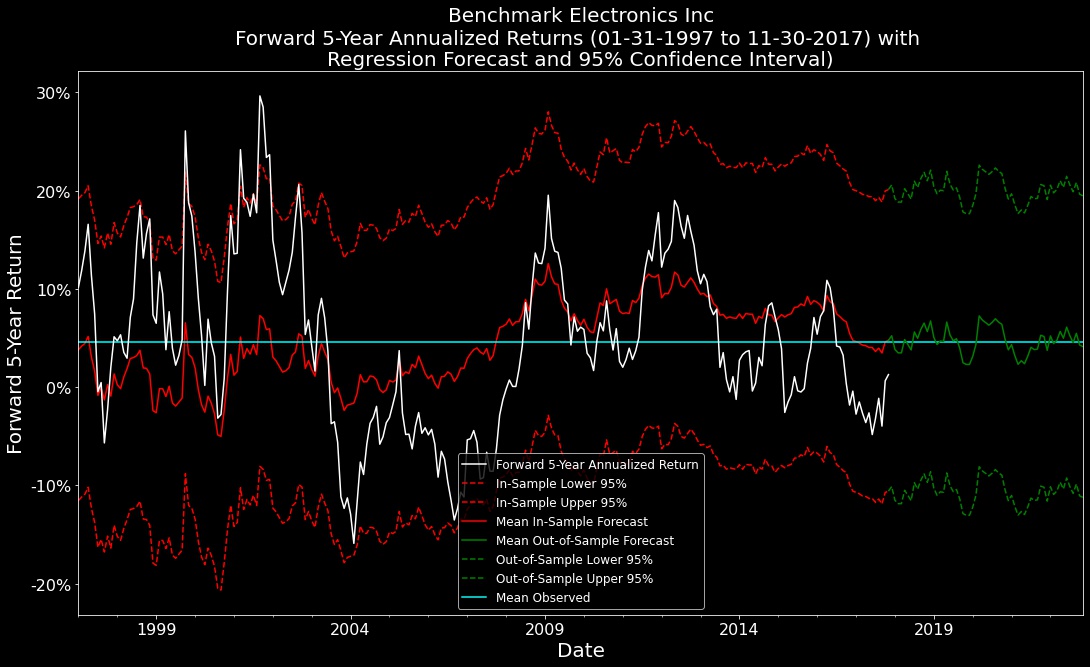 Benchmark Electronics Inc
Forward 5-Year Annualized Returns (01-31-1997 to 11-30-2017) with
Regression Forecast and 95% Confidence Interval)
30%
20%
10%
0%
-10%
-20%
Forward 5-Year Return
Forward 5-Year Annualized Return
In-Sample Lower 95%
In-Sample Upper 95%
Mean In-Sample Forecast
Mean Out-of-Sample Forecast
Out-of-Sample Lower 95%
Out-of-Sample Upper 95%
Mean Observed
1999 2004 2009 2014 2019
Date